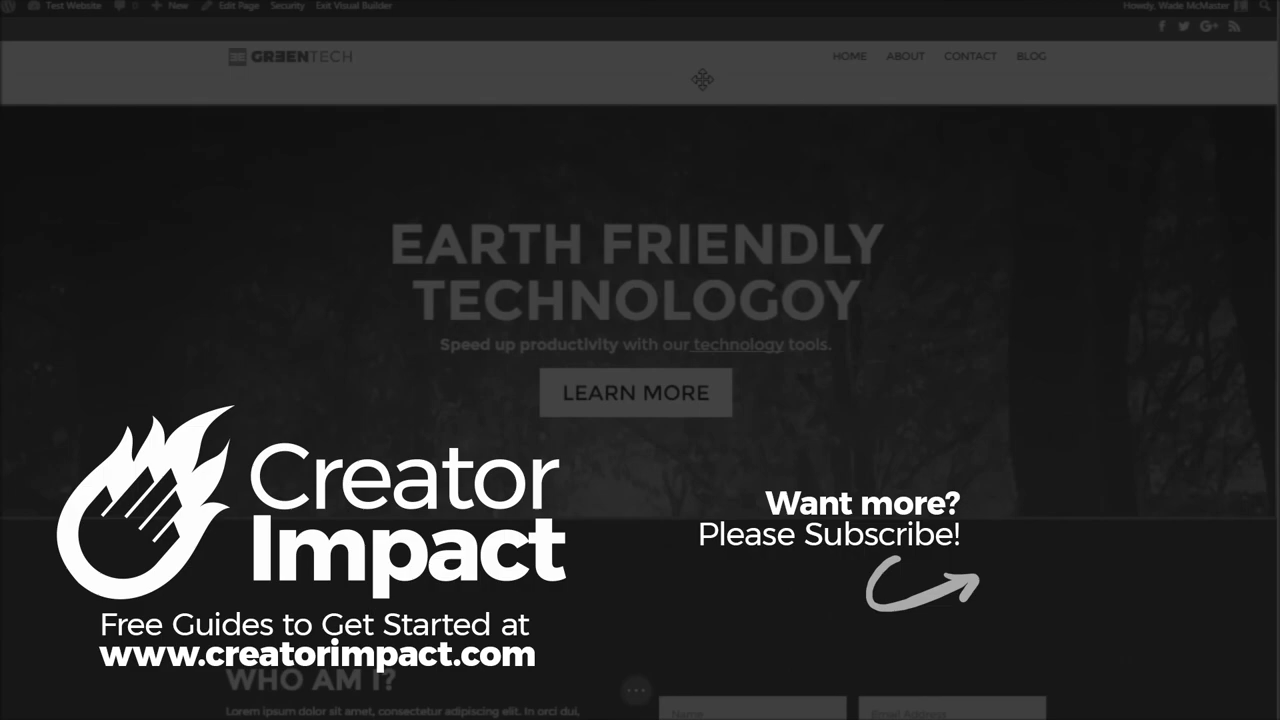 Test Website 0 New Edit Page Security Exit Visual Builder Howdy, Wade McMaster
GREENTECH HOME ABOUT CONTACT BLOG
EARTH FRIENDLY
TECHNOLOGOY
Speed up productivity with our technology tools.
LEARN MORE
Creator
Impact
Want more?
Please Subscribe!
Free Guides to Get Started at
www.creatorimpact.com
WHO AM I?
Lorem ipsum dolor sit amet, consectetur adipiscing elit. In orci dui,
Name Email Address